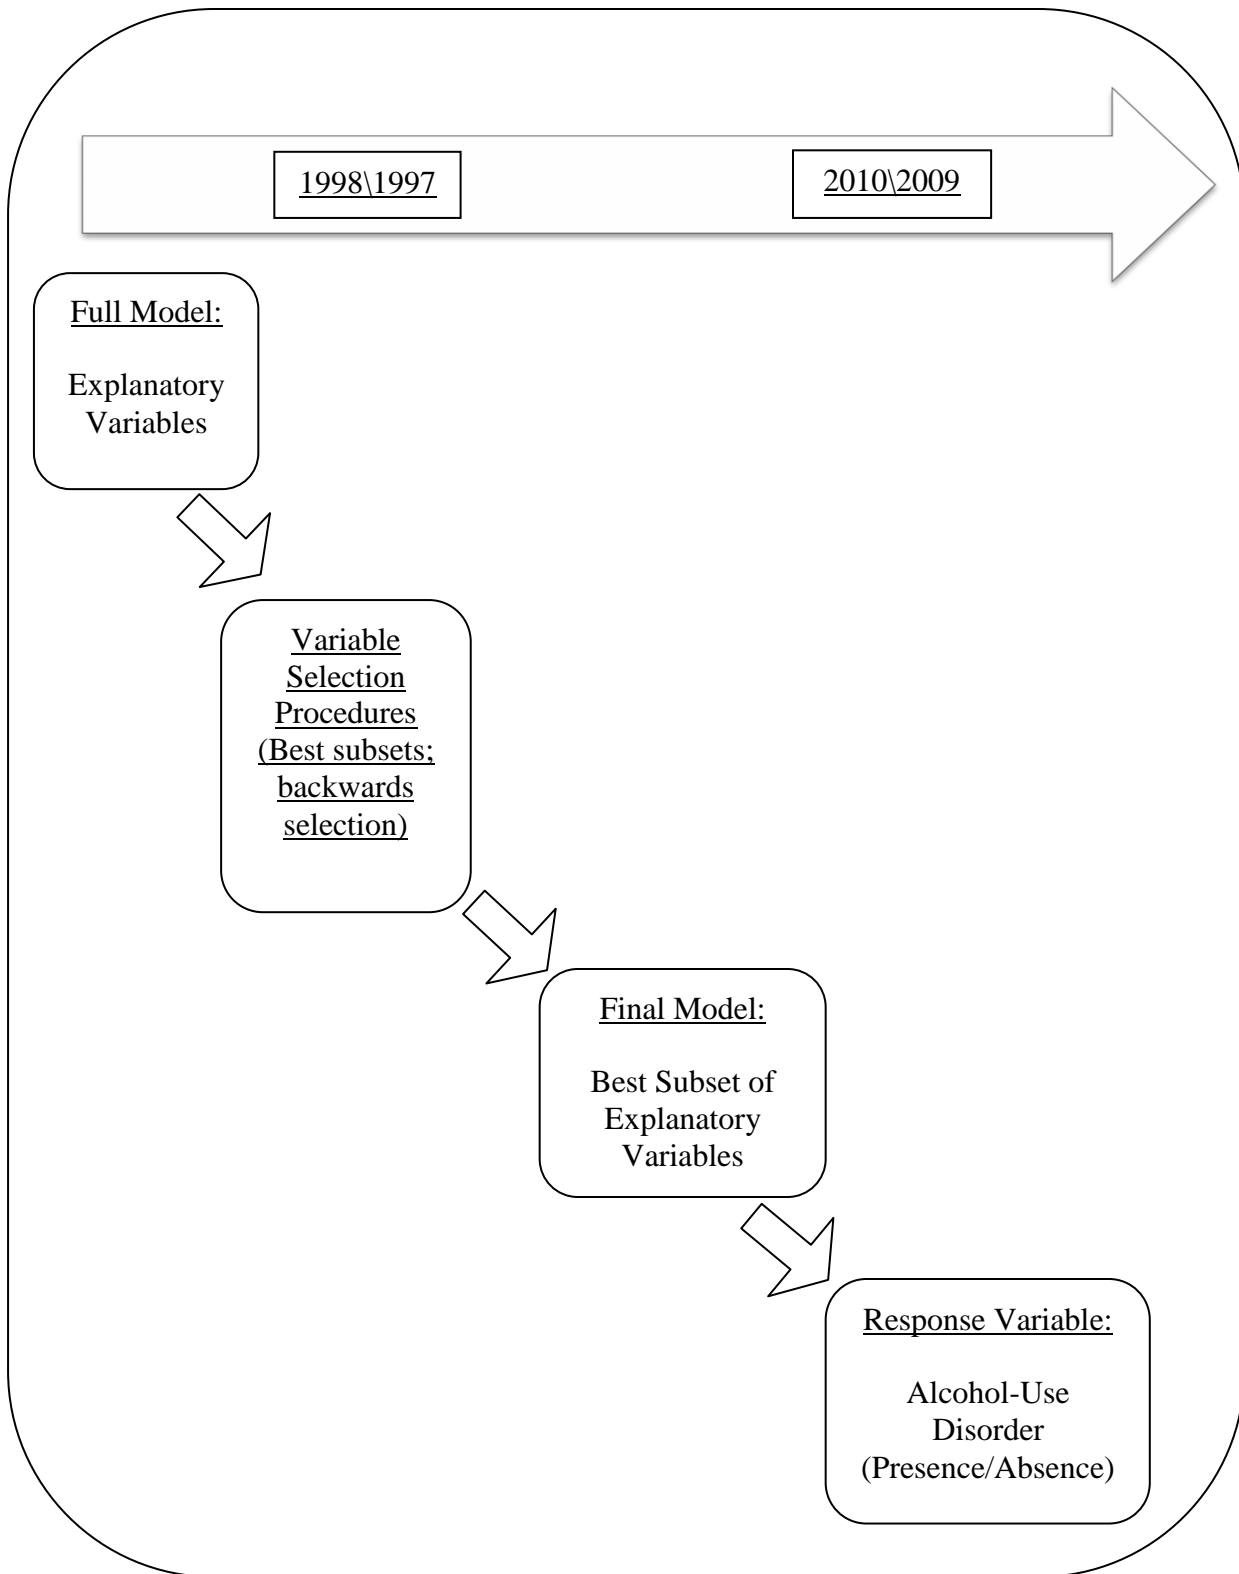 1998\1997
2010\2009
Full Model:
Explanatory
Variables
Variable
Selection
Procedures
(Best subsets;
backwards
selection)
Final Model:
Best Subset of
Explanatory
Variables
Response Variable:
Alcohol-Use
Disorder
(Presence/Absence)